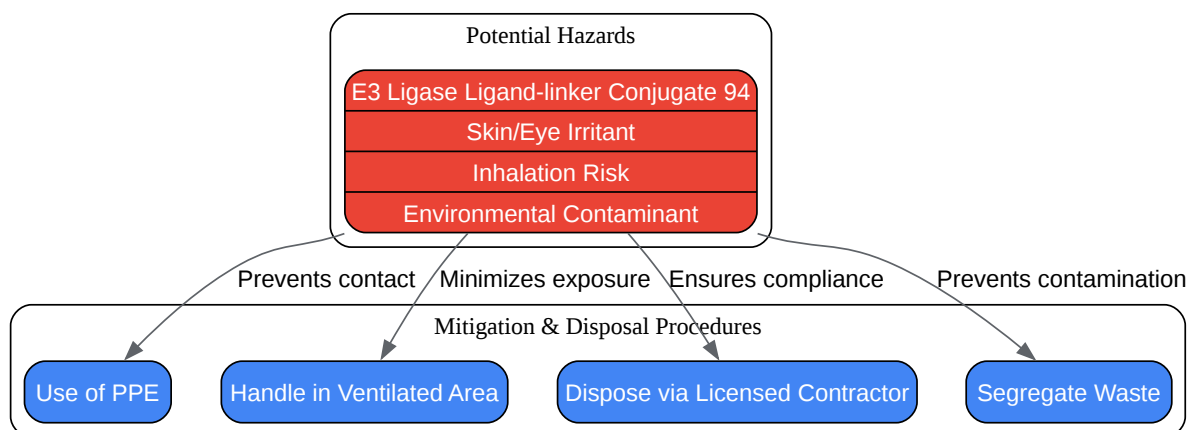 Potential Hazards
E3 Ligase Ligand-linker Conjugate 94
Skin/Eye Irritant
Inhalation Risk
Environmental Contaminant
Prevents contact
Minimizes exposure
Ensures compliance
Prevents contamination
Mitigation & Disposal Procedures
Use of PPE
Handle in Ventilated Area
Dispose via Licensed Contractor
Segregate Waste